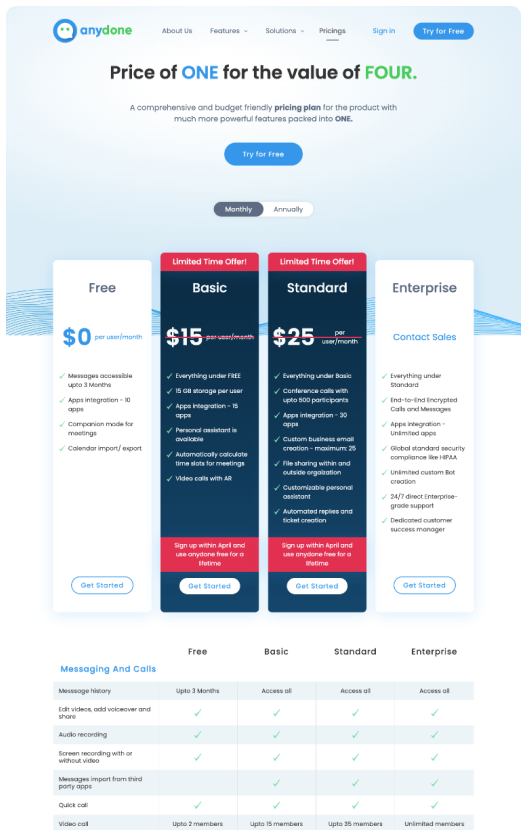 anydone
About Us
Features
Solutions
Pricings
Sign in
Try for Free
Price of ONE for the value of FOUR.
A comprehensive and budget friendly pricing plan for the product with
much more powerful features packed into ONE.
Try for Free
Monthly
Annually
Free
$0 per user/month
Messages accessible
upto 3 Months
Apps integration - 10
apps
Companion mode for
meetings
Calendar import/ export
Get Started
Limited Time Offer!
Basic
$15 per user/month
Everything under FREE
15 GB storage per user
Apps integration - 15
apps
Personal assistant is
available
Automatically calculate
time slots for meetings
Video calls with AR
Sign up within April and
use anydone free for a
lifetime
Get Started
Limited Time Offer!
Standard
$25 per
user/month
Everything under Basic
Conference calls with
upto 500 participants
Apps integration - 30
apps
Custom business email
creation - maximum: 25
File sharing within and
outside orgaization
Customizable personal
assistant
Automated replies and
ticket creation
Sign up within April and
use anydone free for a
lifetime
Get Started
Enterprise
Contact Sales
Everything under
Standard
End-to-End Encrypted
Calls and Messages
Apps integration -
Unlimited apps
Global standard security
compliance like HIPAA
Unlimited custom Bot
creation
24/7 direct Enterprise-
grade support
Dedicated customer
success manager
Get Started
Free Basic Standard Enterprise
Messaging And Calls
Messsage history Upto 3 Months Access all Access all Access all
Edit videos, add voiceover and
share
Audio recording
Screen recording with or
without video
Messages import from third
party apps
Quick call
Video call Upto 2 members Upto 15 members Upto 35 members Unlimited members